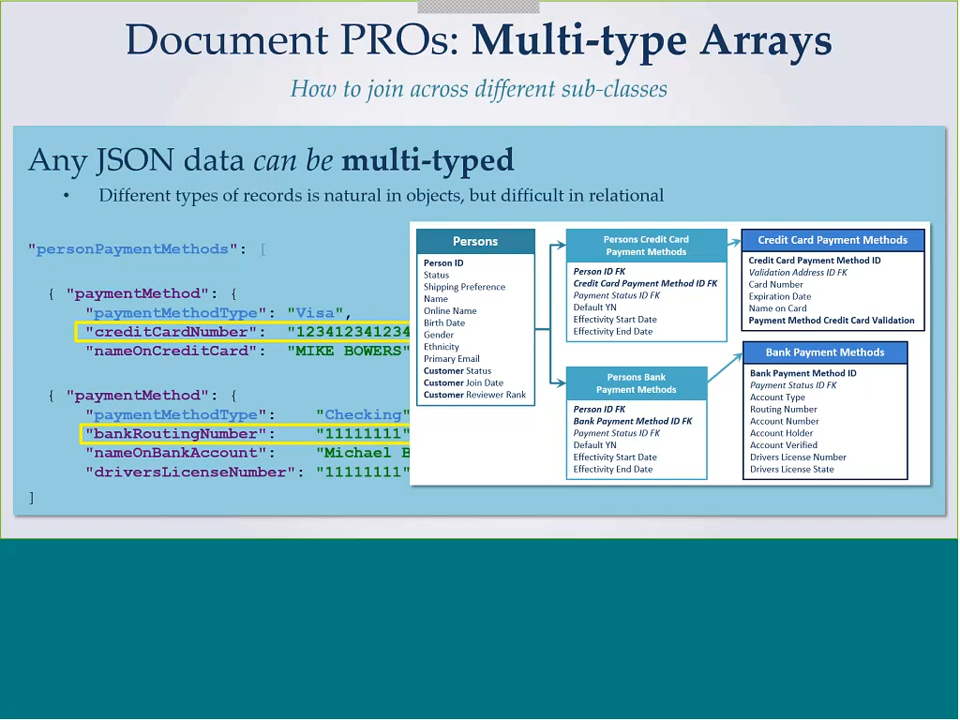 Document PROs: Multi-type Arrays
How to join across different sub-classes
Any JSON data can be multi-typed
• Different types of records is natural in objects, but difficult in relational
"personPaymentMethods": [
{ "paymentMethod": {
"paymentMethodType": "Visa",
"creditCardNumber": "123412341234
"nameOnCreditCard": "MIKE BOWERS"
{ "paymentMethod": {
"paymentMethodType": "Checking"
"bankRoutingNumber": "11111111"
"nameOnBankAccount": "Michael B
"driversLicenseNumber": "11111111"
]
Persons
Person ID
Status
Shipping Preference
Name
Online Name
Birth Date
Gender
Ethnicity
Primary Email
Customer Status
Customer Join Date
Customer Reviewer Rank
Persons Credit Card
Payment Methods
Person ID FK
Credit Card Payment Method ID FK
Payment Status ID FK
Default YN
Effectivity Start Date
Effectivity End Date
Credit Card Payment Methods
Credit Card Payment Method ID
Validation Address ID FK
Card Number
Expiration Date
Name on Card
Payment Method Credit Card Validation
Persons Bank
Payment Methods
Person ID FK
Bank Payment Method ID FK
Payment Status ID FK
Default YN
Effectivity Start Date
Effectivity End Date
Bank Payment Methods
Bank Payment Method ID
Payment Status ID FK
Account Type
Routing Number
Account Number
Account Holder
Account Verified
Drivers License Number
Drivers License State